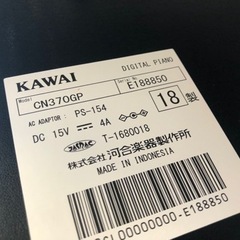 KAWAI
DIGITAL PIANO
Model CN370GP
Serial No. E188850
AC ADAPTOR: PS-154
DC 15V 4A
18 製
JASRAC T-1680018
株式会社 河合楽器製作所
MADE IN INDONESIA